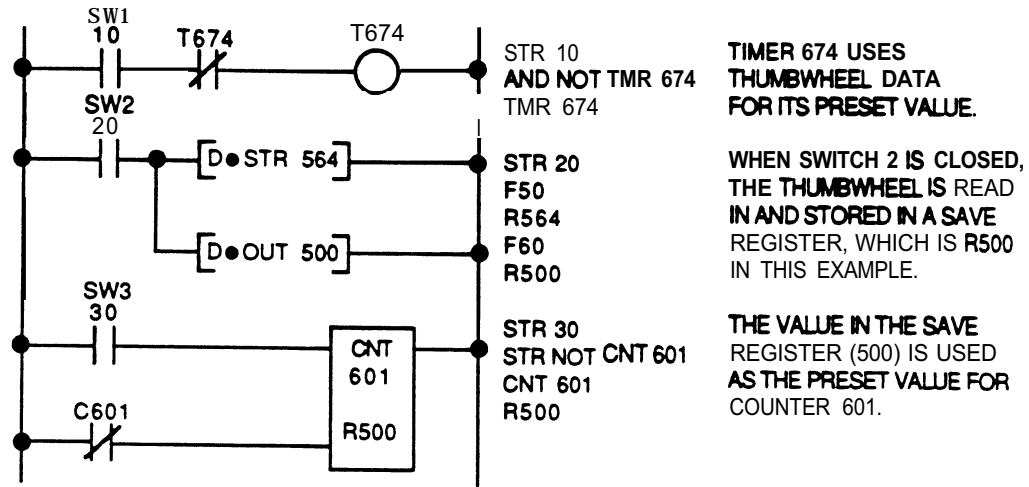 SW1
10
T674
T674
STR 10
AND NOT TMR 674
TMR 674
TIMER 674 USES
THUMBWHEEL DATA
FOR ITS PRESET VALUE.
SW2
20
D●STR 564
D●OUT 500
STR 20
F50
R564
F60
R500
WHEN SWITCH 2 IS CLOSED,
THE THUMBWHEEL IS READ
IN AND STORED IN A SAVE
REGISTER, WHICH IS R500
IN THIS EXAMPLE.
SW3
30
CNT
601
R500
C601
STR 30
STR NOT CNT 601
CNT 601
R500
THE VALUE IN THE SAVE
REGISTER (500) IS USED
AS THE PRESET VALUE FOR
COUNTER 601.